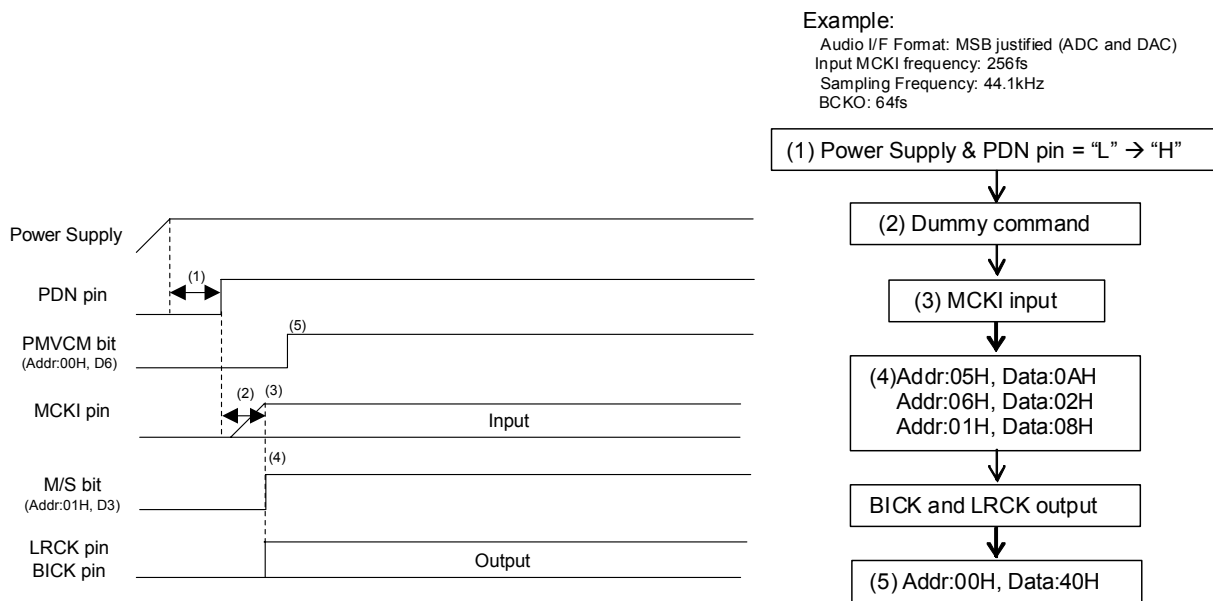 Example:
Audio I/F Format: MSB justified (ADC and DAC)
Input MCKI frequency: 256fs
Sampling Frequency: 44.1kHz
BCKO: 64fs
(1) Power Supply & PDN pin = “L” → “H”
(2) Dummy command
(3) MCKI input
(4)Addr:05H, Data:0AH
Addr:06H, Data:02H
Addr:01H, Data:08H
BICK and LRCK output
(5) Addr:00H, Data:40H
Power Supply
(1)
PDN pin
(5)
PMVCM bit
(Addr:00H, D6)
(2) (3)
MCKI pin
Input
(4)
M/S bit
(Addr:01H, D3)
LRCK pin
BICK pin
Output